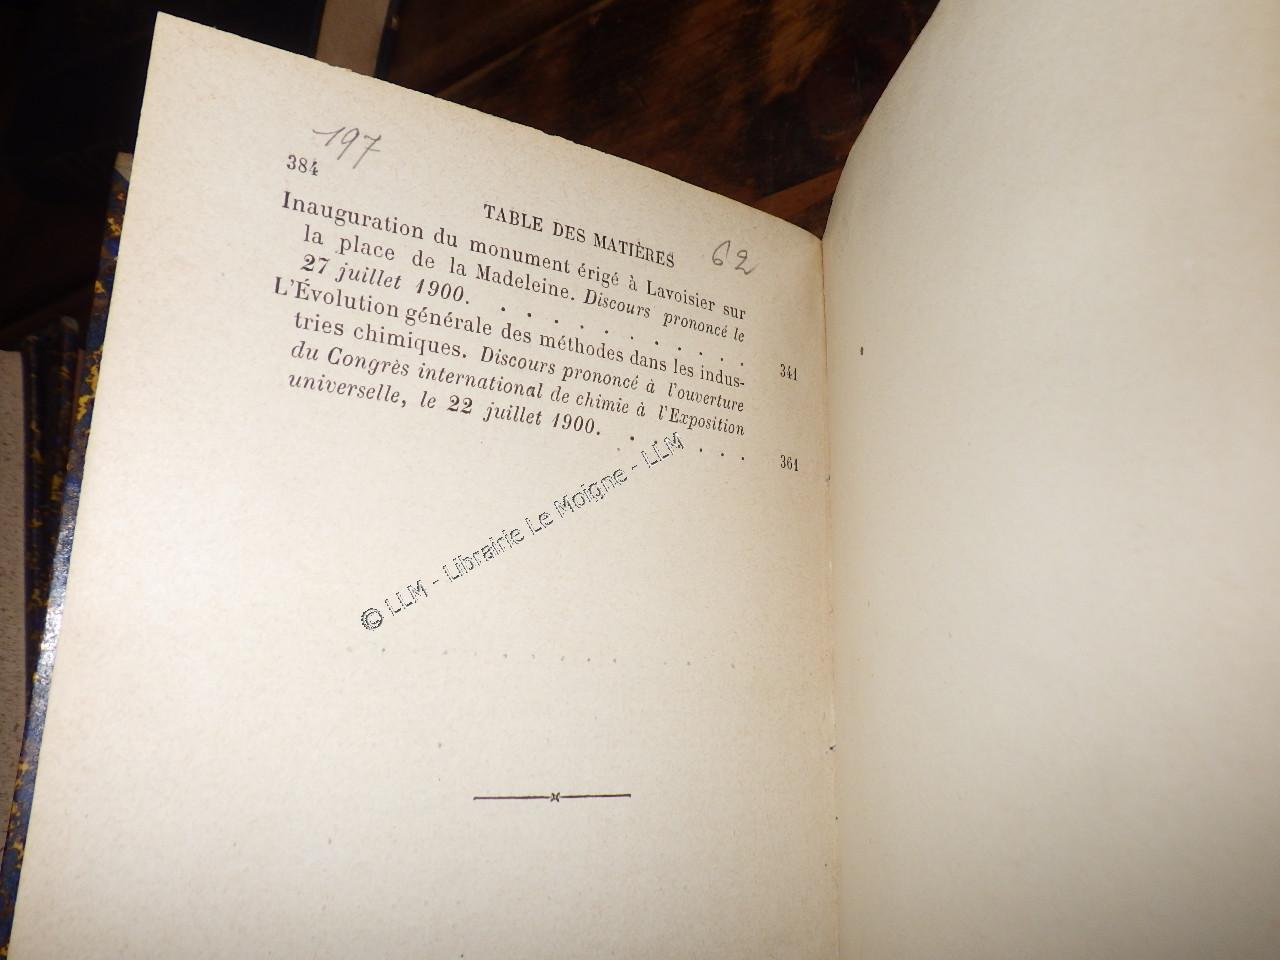 197
384
TABLE DES MATIÈRES
62
Inauguration du monument érigé à Lavoisier sur
la place de la Madeleine. Discours prononcé le
27 juillet 1900. . . . . . . . . . . 341
L'Évolution générale des méthodes dans les indus-
tries chimiques. Discours prononcé à l'ouverture
du Congrès international de chimie à l'Exposition
universelle, le 22 juillet 1900. . . . . . 361
© LLM - Librairie Le Moigne - LLM